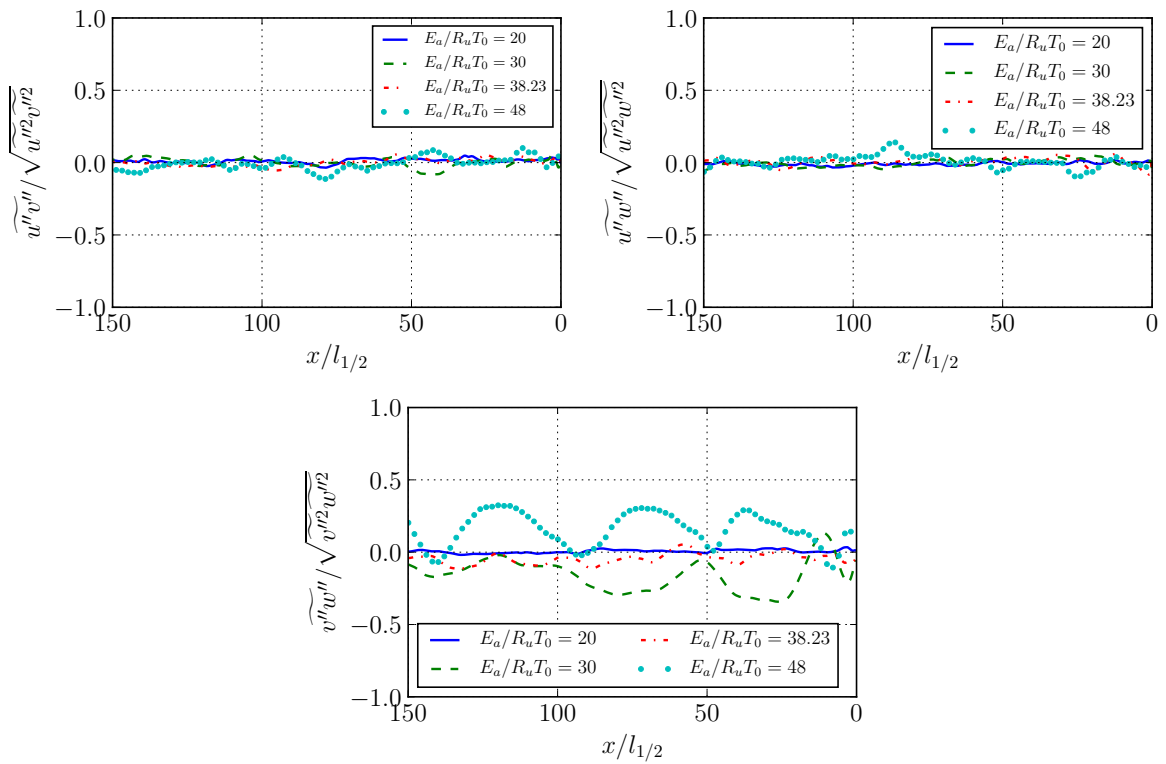 1.0
0.5
0.0
−0.5
−1.0
150
100
50
0
x/l_{1/2}
\widetilde{u''v''}/\sqrt{\widetilde{u''^2}\widetilde{v''^2}}
E_a/R_uT_0 = 20
E_a/R_uT_0 = 30
E_a/R_uT_0 = 38.23
E_a/R_uT_0 = 48
1.0
0.5
0.0
−0.5
−1.0
150
100
50
0
x/l_{1/2}
\widetilde{u''w''}/\sqrt{\widetilde{u''^2}\widetilde{w''^2}}
E_a/R_uT_0 = 20
E_a/R_uT_0 = 30
E_a/R_uT_0 = 38.23
E_a/R_uT_0 = 48
1.0
0.5
0.0
−0.5
−1.0
150
100
50
0
x/l_{1/2}
\widetilde{v''w''}/\sqrt{\widetilde{v''^2}\widetilde{w''^2}}
E_a/R_uT_0 = 20
E_a/R_uT_0 = 30
E_a/R_uT_0 = 38.23
E_a/R_uT_0 = 48